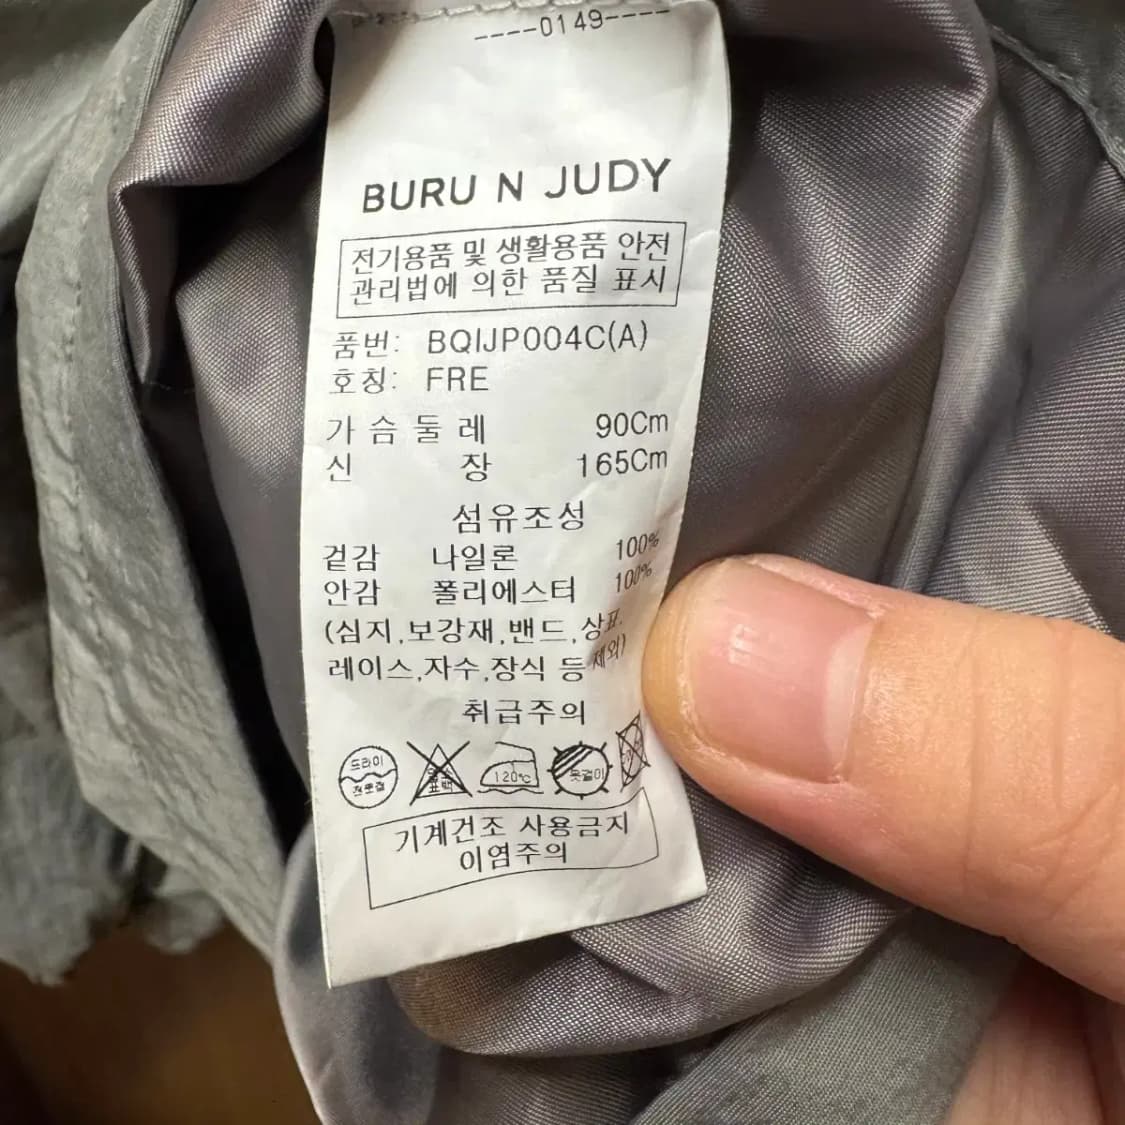 ----0149----
BURU N JUDY
전기용품 및 생활용품 안전
관리법에 의한 품질 표시
품번: BQIJP004C(A)
호칭: FRE
가 슴 둘 레 90Cm
신 장 165Cm
섬유조성
겉감 나일론 100%
안감 폴리에스터 100%
(심지,보강재,밴드,상표,
레이스,자수,장식 등 제외)
취급주의
드라이
120℃
옷걸이
표백
기계건조 사용금지
이염주의